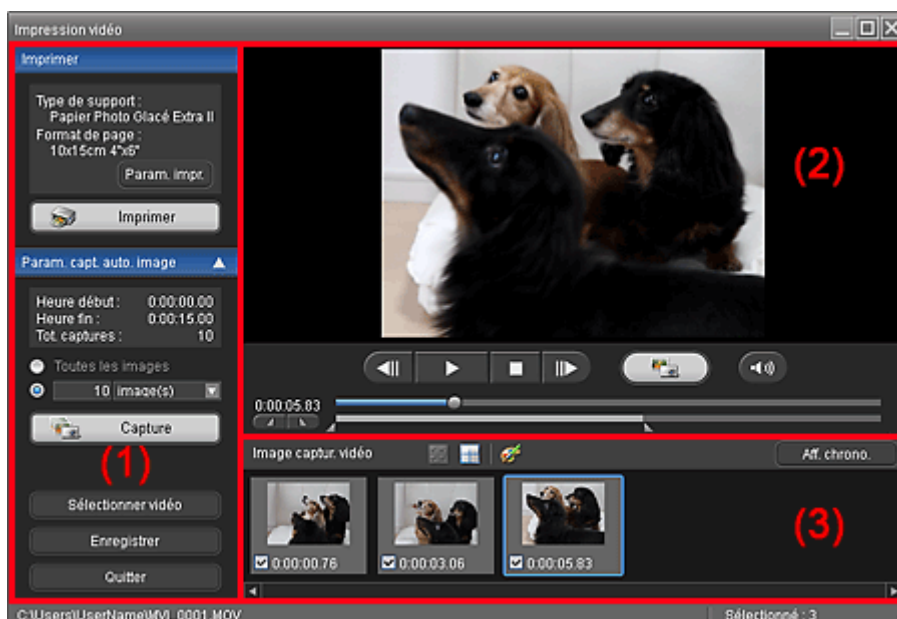 Impression vidéo
Imprimer
Type de support :
Papier Photo Glacé Extra II
Format de page :
10x15cm 4"x6"
Param. impr.
Imprimer
Param. capt. auto. image
Heure début : 0:00:00.00
Heure fin : 0:00:15.00
Tot. captures : 10
Toutes les images
10 image(s)
Capture
(1)
Sélectionner vidéo
Enregistrer
Quitter
(2)
0:00:05.83
Image captur. vidéo
Aff. chrono.
0:00:00.76
0:00:03.06
0:00:05.83
(3)
C:\Users\UserName\MVI_0001.MOV
Sélectionné : 3